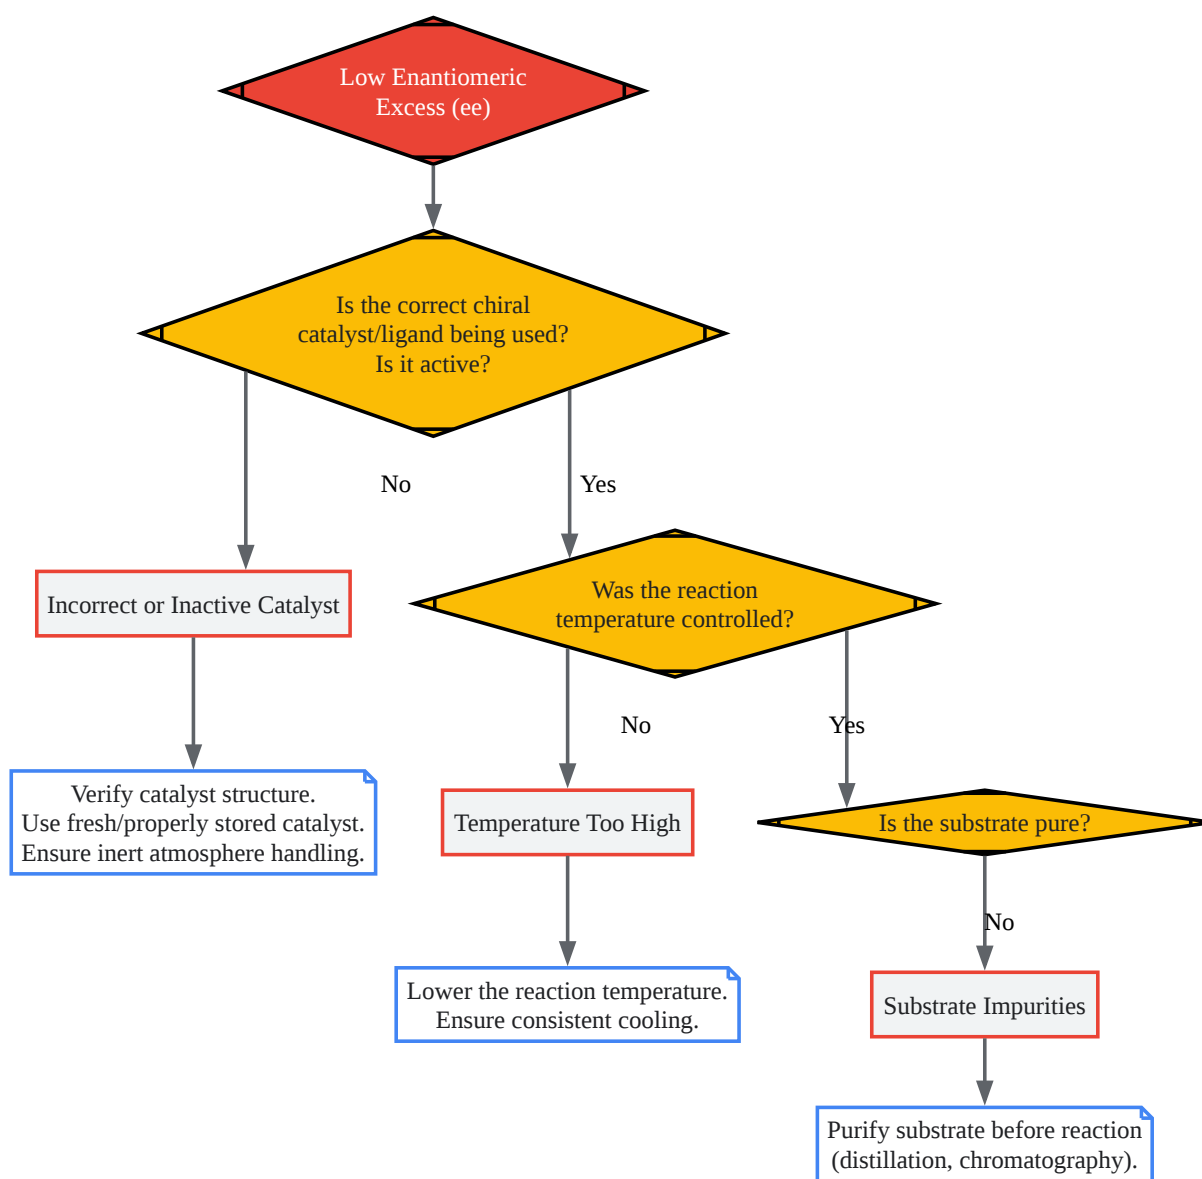 Low Enantiomeric
Excess (ee)
Is the correct chiral
catalyst/ligand being used?
Is it active?
No
Yes
Incorrect or Inactive Catalyst
Was the reaction
temperature controlled?
No
Yes
Verify catalyst structure.
Use fresh/properly stored catalyst.
Ensure inert atmosphere handling.
Temperature Too High
Is the substrate pure?
No
Lower the reaction temperature.
Ensure consistent cooling.
Substrate Impurities
Purify substrate before reaction
(distillation, chromatography).